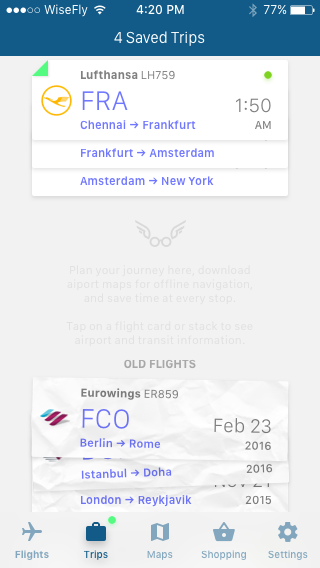 WiseFly 4:20 PM 77%
4 Saved Trips
Lufthansa LH759
FRA 1:50
Chennai → Frankfurt AM
Frankfurt → Amsterdam
Amsterdam → New York
Plan your journey here, download
aiport maps for offline navigation,
and save time at every stop.
Tap on a flight card or stack to see
airport and transit information.
OLD FLIGHTS
Eurowings ER859
FCO Feb 23
Berlin → Rome 2016
Istanbul → Doha 2016
London → Reykjavik 2015
Flights Trips Maps Shopping Settings